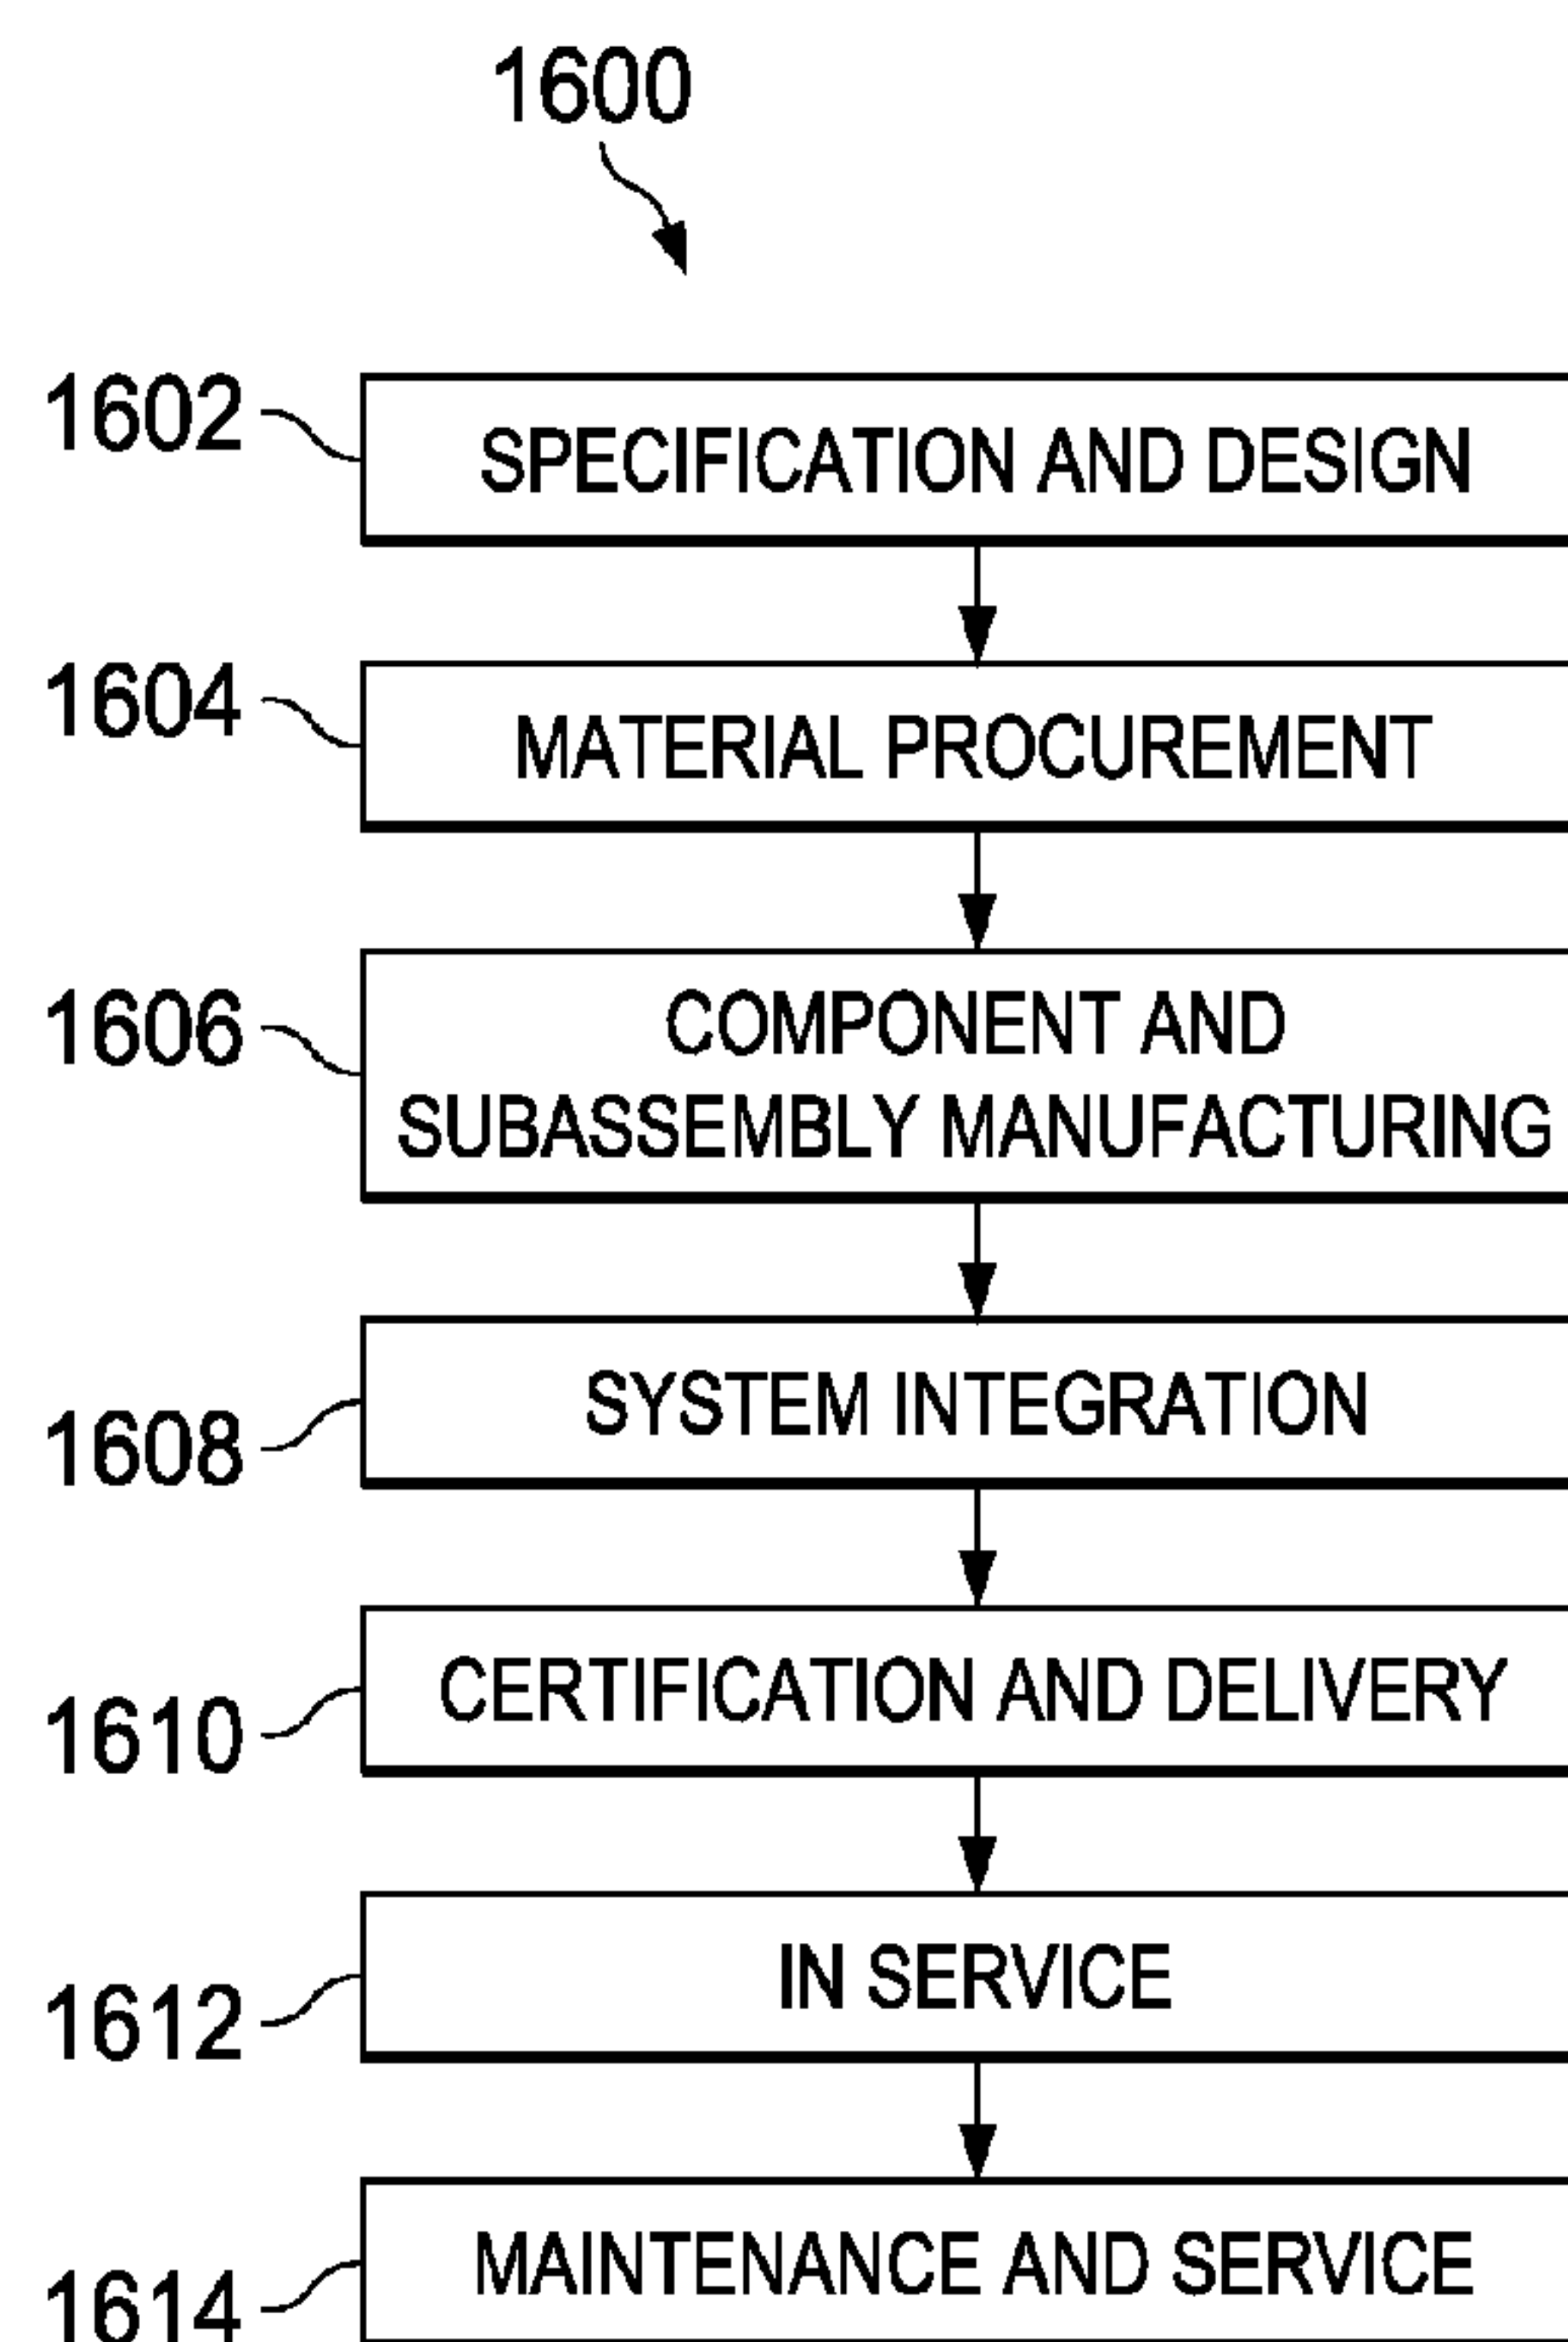 1600
1602
SPECIFICATION AND DESIGN
1604
MATERIAL PROCUREMENT
1606
COMPONENT AND
SUBASSEMBLY MANUFACTURING
1608
SYSTEM INTEGRATION
1610
CERTIFICATION AND DELIVERY
1612
IN SERVICE
1614
MAINTENANCE AND SERVICE